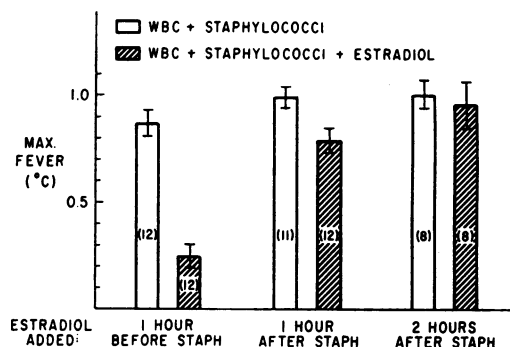 WBC + STAPHYLOCOCCI
WBC + STAPHYLOCOCCI + ESTRADIOL
MAX.
FEVER
(°C)
1.0
0.5
(12)
(12)
(11)
(12)
(8)
(8)
ESTRADIOL
ADDED:
1 HOUR
BEFORE STAPH
1 HOUR
AFTER STAPH
2 HOURS
AFTER STAPH